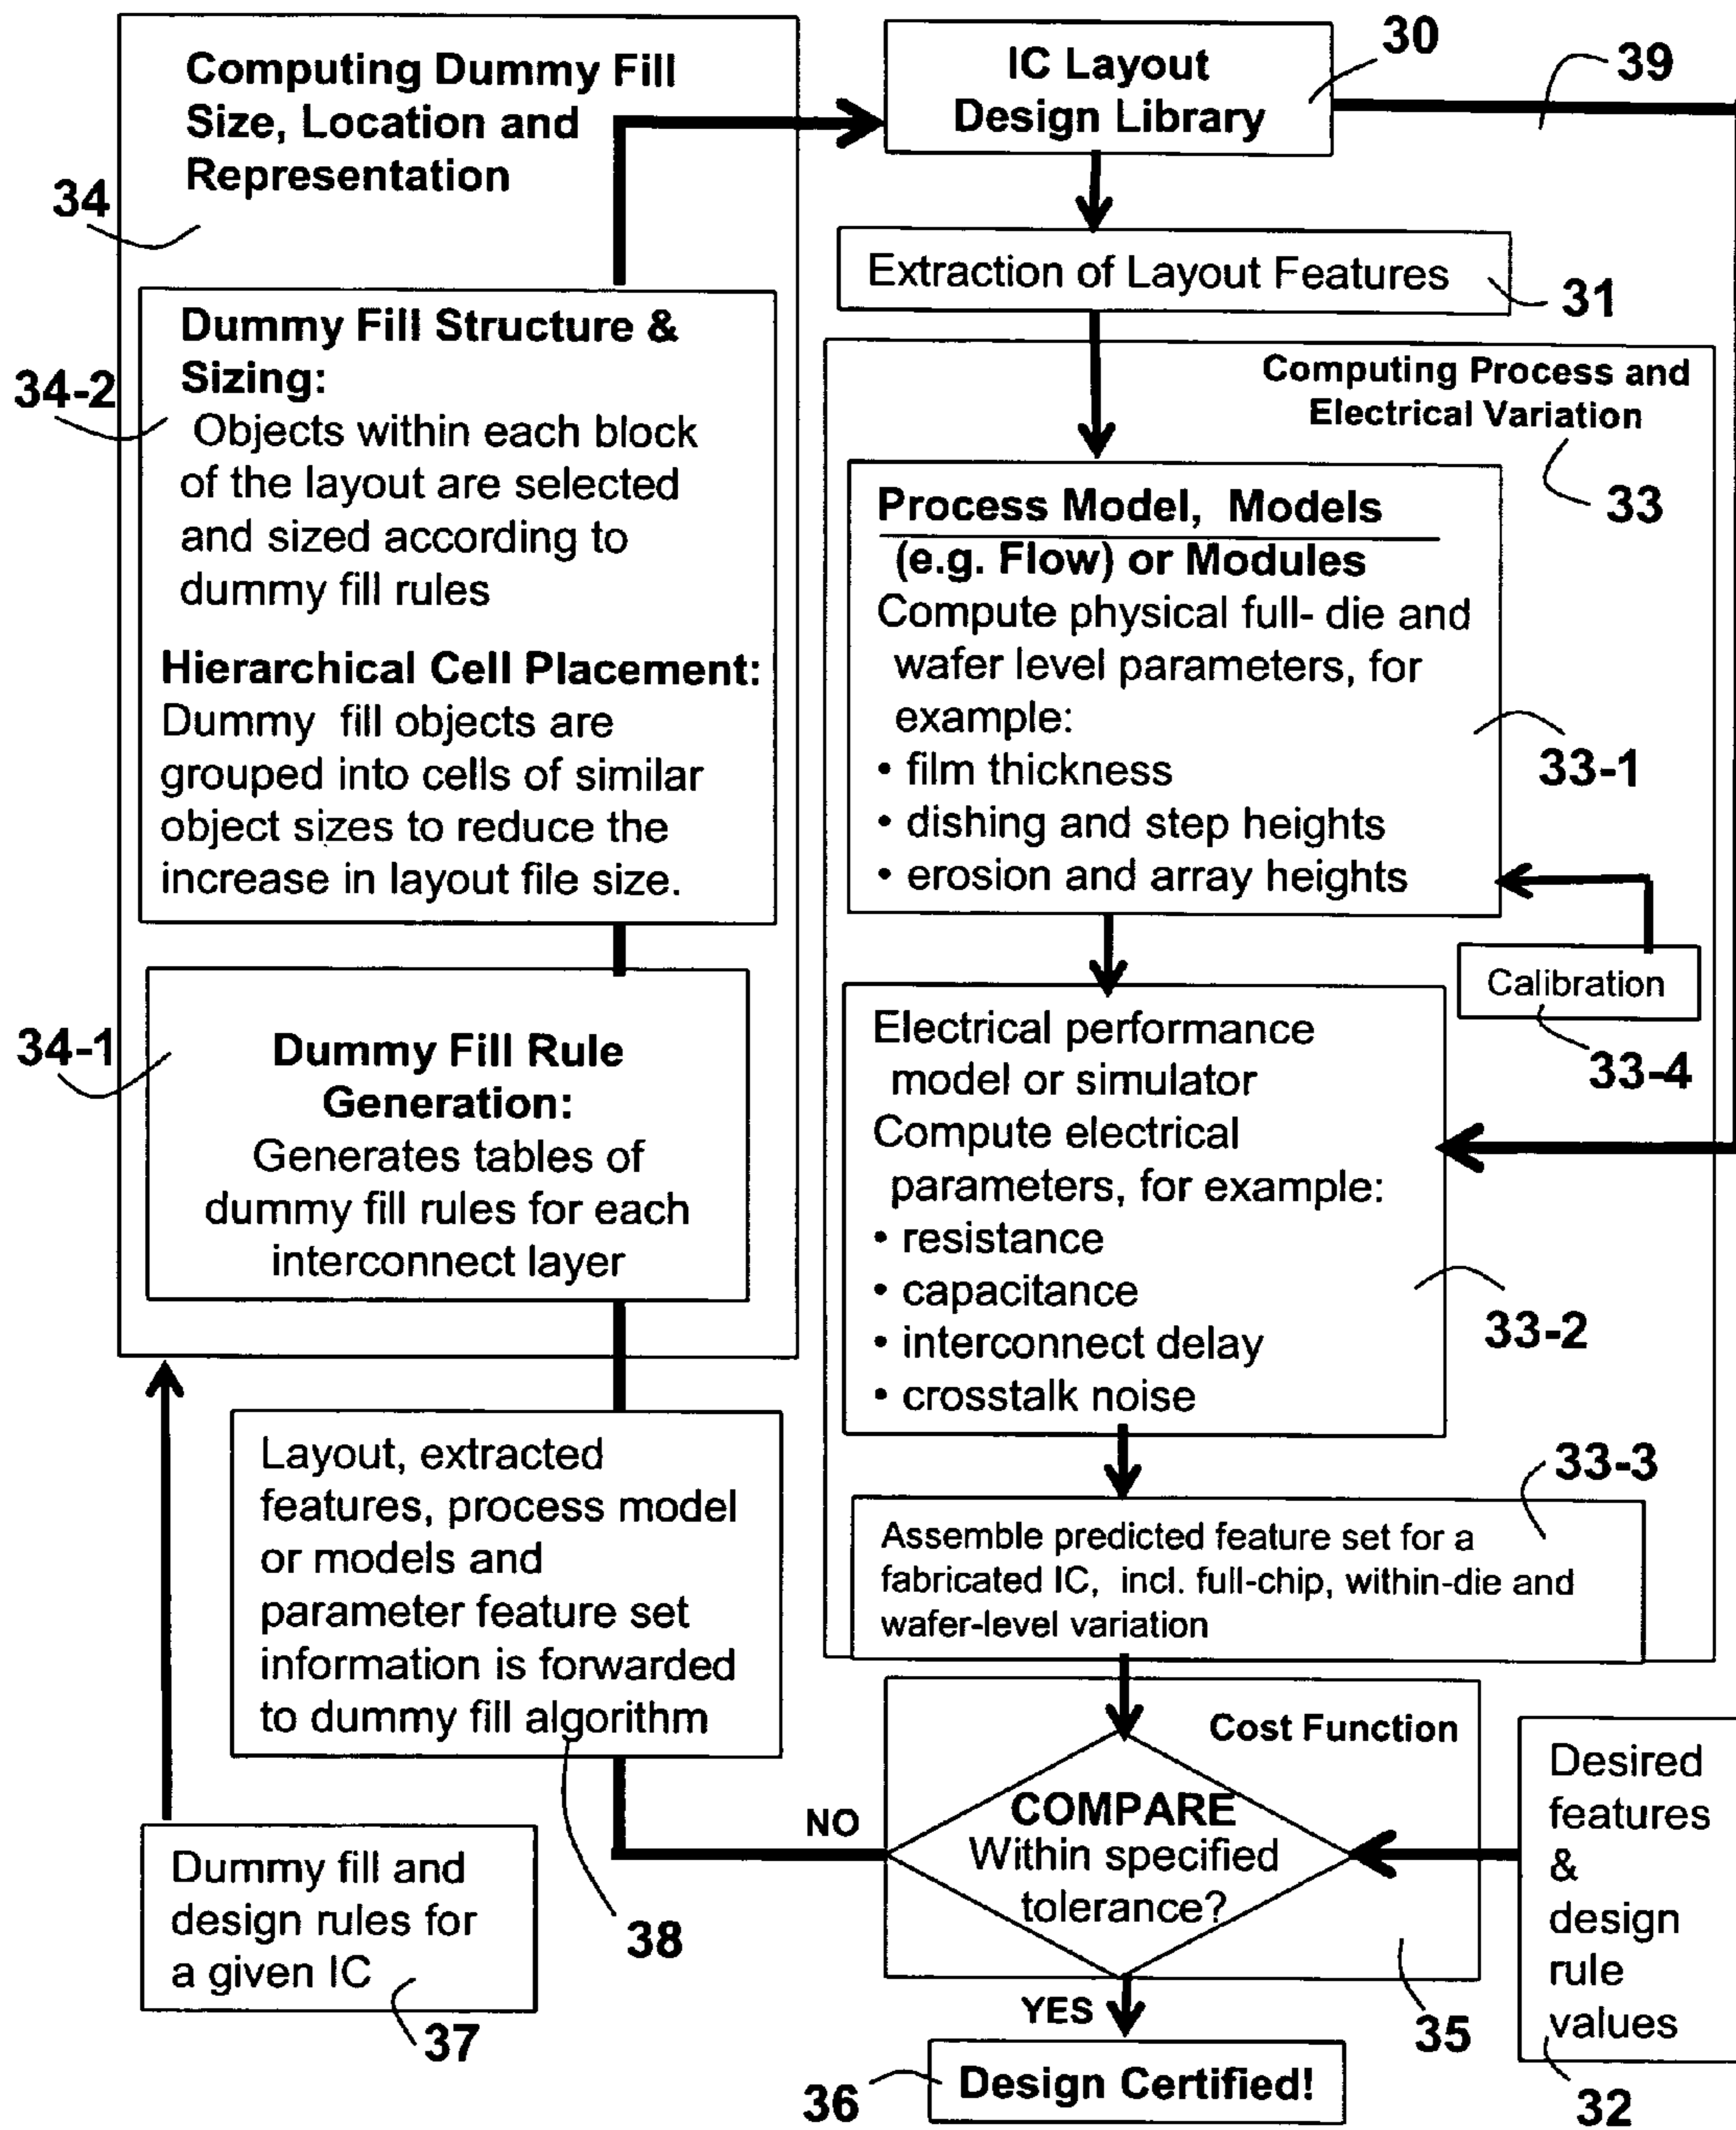 Computing Dummy Fill
Size, Location and
Representation
34
Dummy Fill Structure &
Sizing:
Objects within each block
of the layout are selected
and sized according to
dummy fill rules
Hierarchical Cell Placement:
Dummy fill objects are
grouped into cells of similar
object sizes to reduce the
increase in layout file size.
34-2
Dummy Fill Rule
Generation:
Generates tables of
dummy fill rules for each
interconnect layer
34-1
Layout, extracted
features, process model
or models and
parameter feature set
information is forwarded
to dummy fill algorithm
38
Dummy fill and
design rules for
a given IC
37
IC Layout
Design Library
30
39
Extraction of Layout Features
31
Computing Process and
Electrical Variation
33
Process Model, Models
(e.g. Flow) or Modules
Compute physical full- die and
wafer level parameters, for
example:
• film thickness
• dishing and step heights
• erosion and array heights
33-1
Calibration
33-4
Electrical performance
model or simulator
Compute electrical
parameters, for example:
• resistance
• capacitance
• interconnect delay
• crosstalk noise
33-2
33-3
Assemble predicted feature set for a
fabricated IC, incl. full-chip, within-die and
wafer-level variation
Cost Function
COMPARE
Within specified
tolerance?
NO
YES
35
Desired
features
&
design
rule
values
32
36
Design Certified!